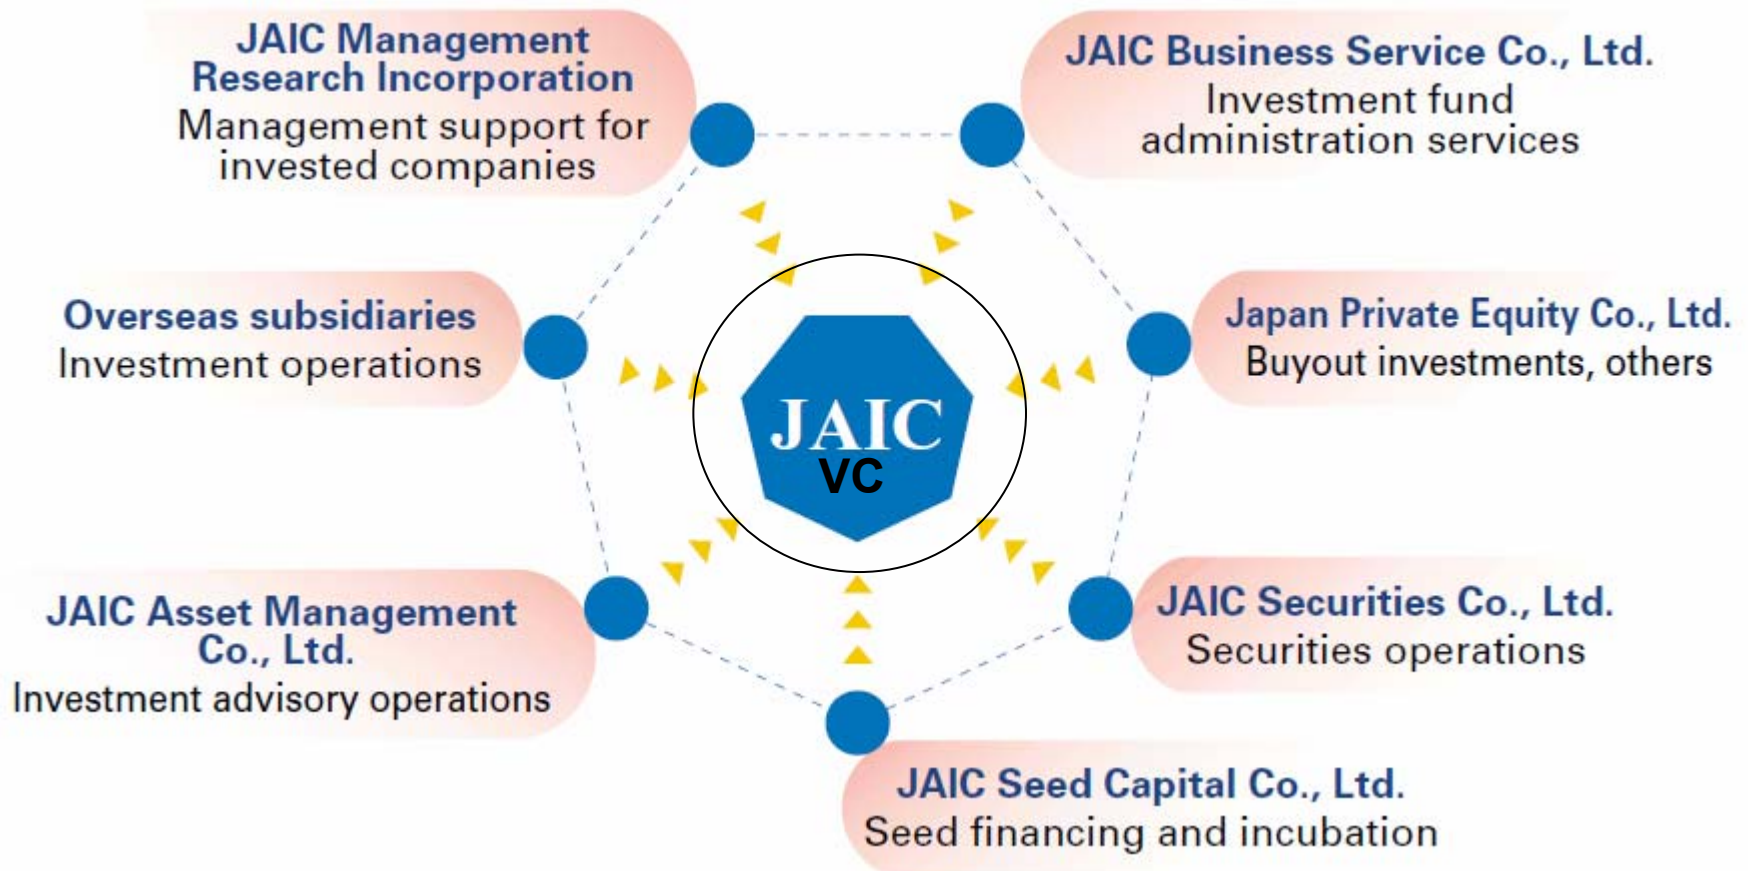 JAIC Management
Research Incorporation
Management support for
invested companies
JAIC Business Service Co., Ltd.
Investment fund
administration services
Overseas subsidiaries
Investment operations
Japan Private Equity Co., Ltd.
Buyout investments, others
JAIC
VC
JAIC Asset Management
Co., Ltd.
Investment advisory operations
JAIC Securities Co., Ltd.
Securities operations
JAIC Seed Capital Co., Ltd.
Seed financing and incubation